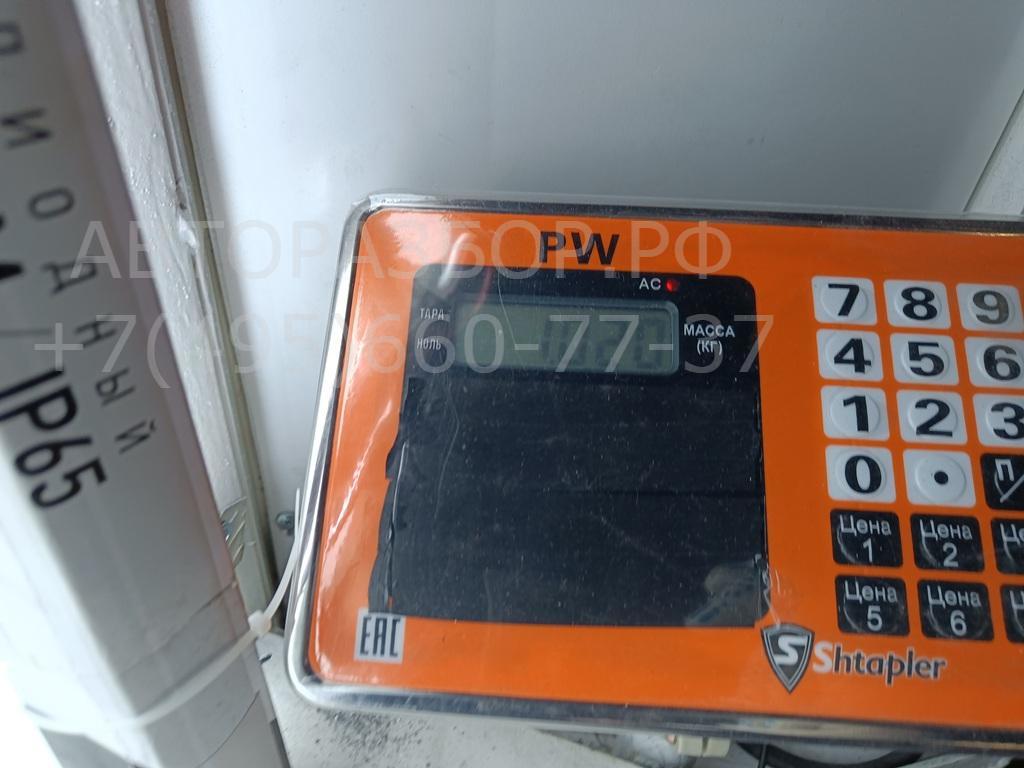 АВТОРАЗБОР.РФ
+7(495)660-77-37
диодный
/IP65
PW
AC
ТАРА
НОЛЬ
МАССА
(КГ)
7 8 9
4 5 6
1 2 3
0 •
Цена 1
Цена 2
Цена 5
Цена 6
EAC
S Shtapler